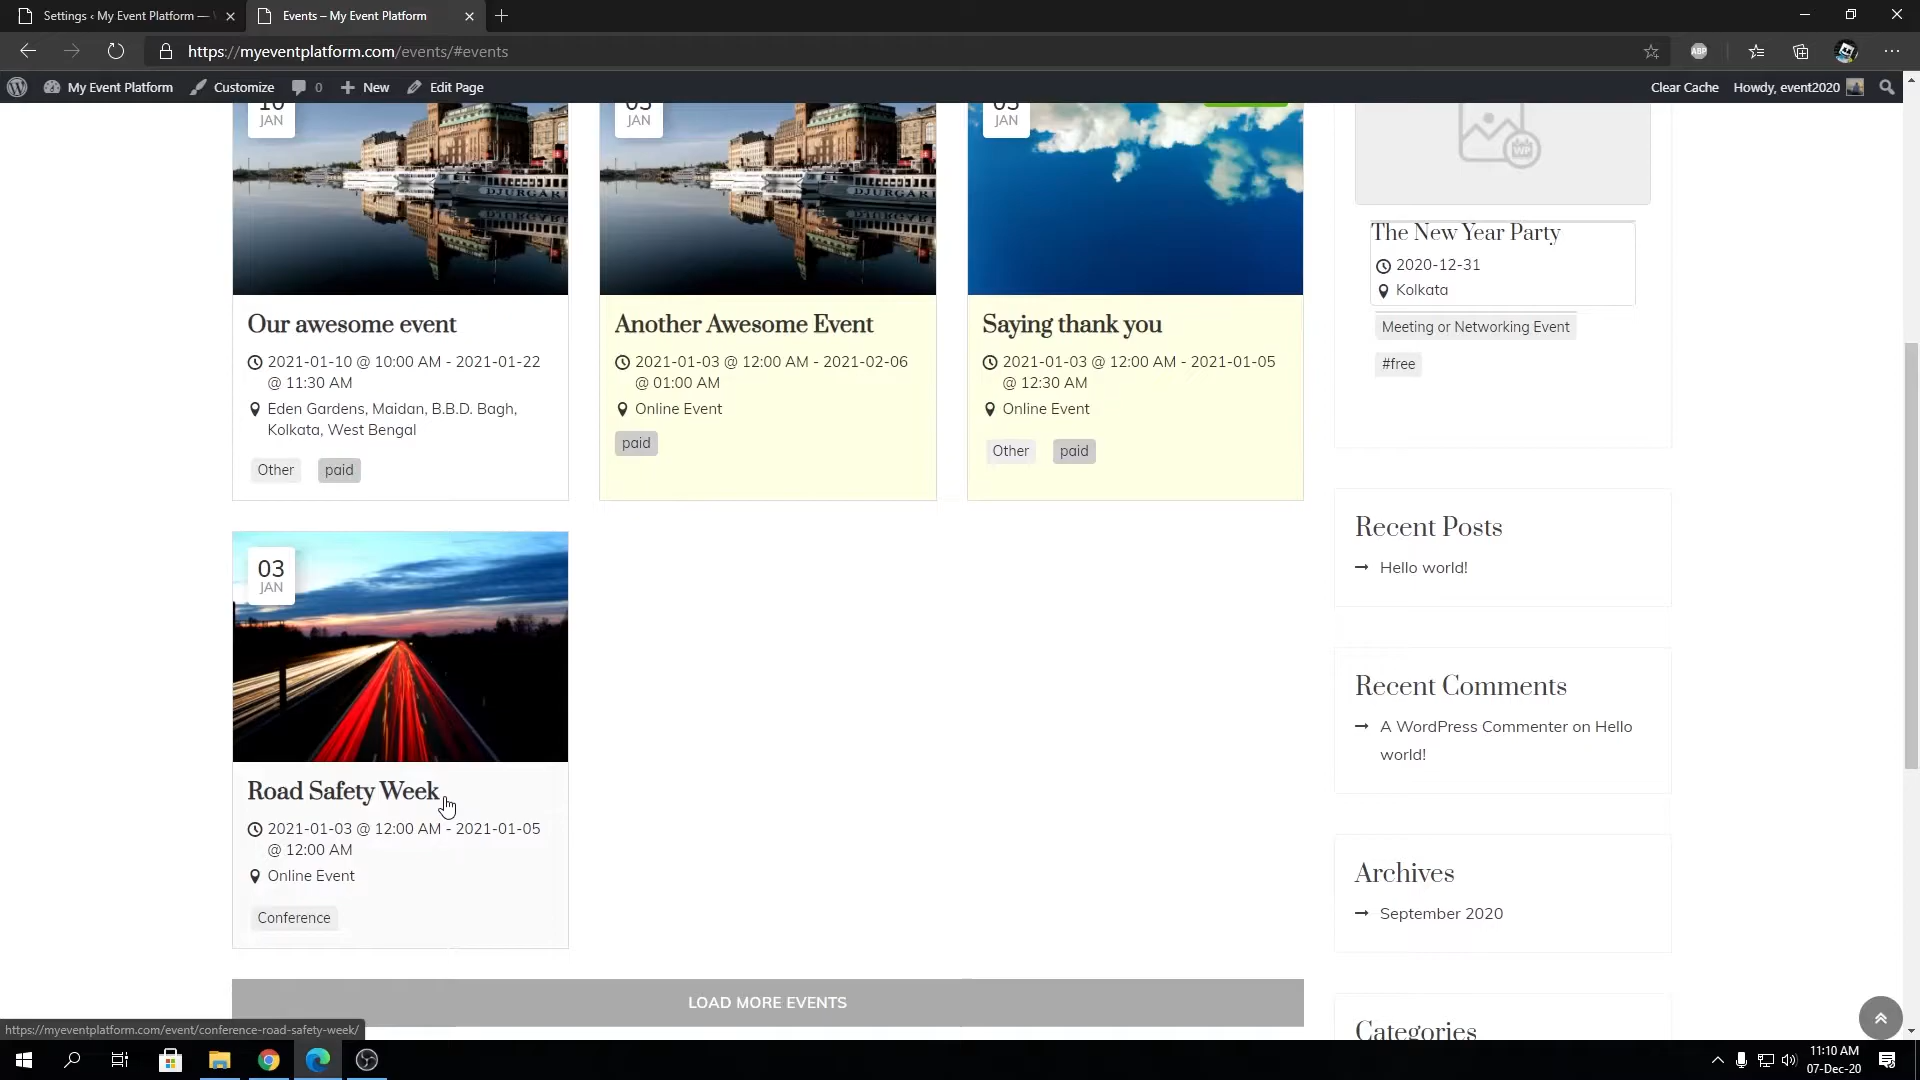 Settings ‹ My Event Platform —
Events – My Event Platform
https://myeventplatform.com/events/#events
ABP
My Event Platform
Customize
0
New
Edit Page
Clear Cache
Howdy, event2020
10
JAN
03
JAN
03
JAN
DJURGÅR
DJURGÅR
WP
Our awesome event
2021-01-10 @ 10:00 AM - 2021-01-22
@ 11:30 AM
Eden Gardens, Maidan, B.B.D. Bagh,
Kolkata, West Bengal
Other
paid
Another Awesome Event
2021-01-03 @ 12:00 AM - 2021-02-06
@ 01:00 AM
Online Event
paid
Saying thank you
2021-01-03 @ 12:00 AM - 2021-01-05
@ 12:30 AM
Online Event
Other
paid
03
JAN
Road Safety Week
2021-01-03 @ 12:00 AM - 2021-01-05
@ 12:00 AM
Online Event
Conference
LOAD MORE EVENTS
The New Year Party
2020-12-31
Kolkata
Meeting or Networking Event
#free
Recent Posts
Hello world!
Recent Comments
A WordPress Commenter on Hello
world!
Archives
September 2020
Categories
https://myeventplatform.com/event/conference-road-safety-week/
11:10 AM
07-Dec-20